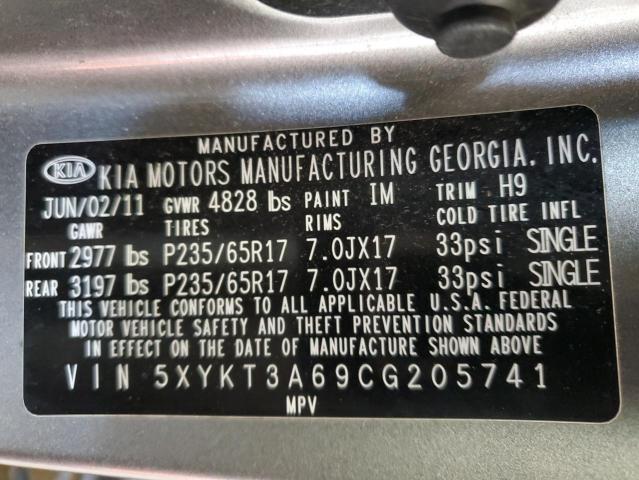 MANUFACTURED BY
KIA KIA MOTORS MANUFACTURING GEORGIA. INC.
JUN/02/11 GVWR 4828 lbs PAINT IM TRIM H9
GAWR TIRES RIMS COLD TIRE INFL
FRONT 2977 lbs P235/65R17 7.0JX17 33psi SINGLE
REAR 3197 lbs P235/65R17 7.0JX17 33psi SINGLE
THIS VEHICLE CONFORMS TO ALL APPLICABLE U.S.A. FEDERAL
MOTOR VEHICLE SAFETY AND THEFT PREVENTION STANDARDS
IN EFFECT ON THE DATE OF MANUFACTURE SHOWN ABOVE
VIN 5XYKT3A69CG205741
MPV